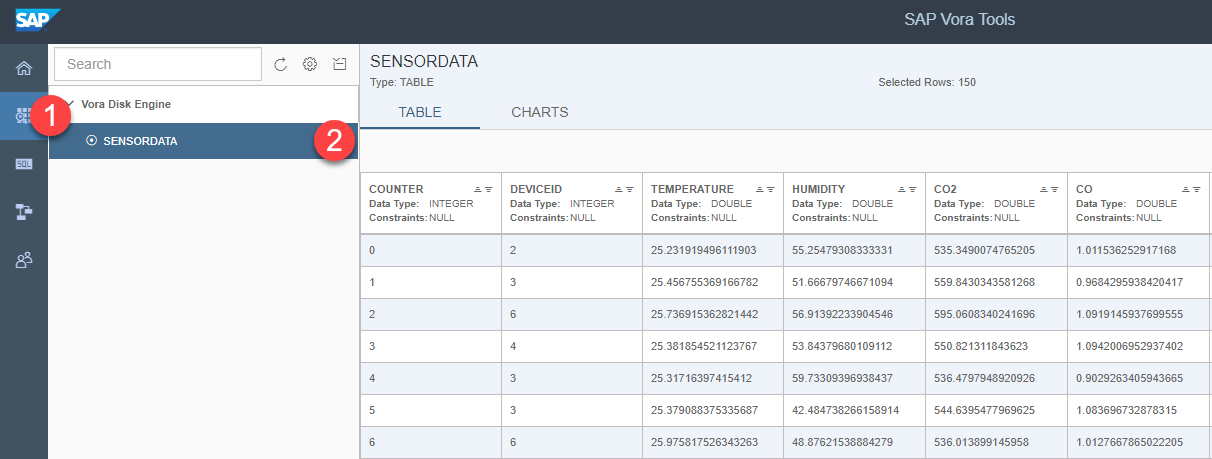 SAP
SAP Vora Tools
Search
SENSORDATA
Type: TABLE
Selected Rows: 150
1
Vora Disk Engine
TABLE
CHARTS
SQL
SENSORDATA
2
COUNTER DEVICEID TEMPERATURE HUMIDITY CO2 CO
Data Type: INTEGER Data Type: INTEGER Data Type: DOUBLE Data Type: DOUBLE Data Type: DOUBLE Data Type: DOUBLE
Constraints: NULL Constraints: NULL Constraints: NULL Constraints: NULL Constraints: NULL Constraints: NULL
0 2 25.231919496111903 55.25479308333331 535.3490074765205 1.011536252917168
1 3 25.456755369166782 51.66679746671094 559.8430343581268 0.9684295938420417
2 6 25.736915362821442 56.91392233904546 595.0608340241696 1.0919145937699555
3 4 25.381854521123767 53.84379680109112 550.821311843623 1.0942006952937402
4 3 25.31716397415412 59.73309396938437 536.4797948920926 0.9029263405943665
5 3 25.379088375335687 42.484738266158914 544.6395477969625 1.083696732878315
6 6 25.975817526343263 48.87621538884279 536.013899145958 1.0127667865022205